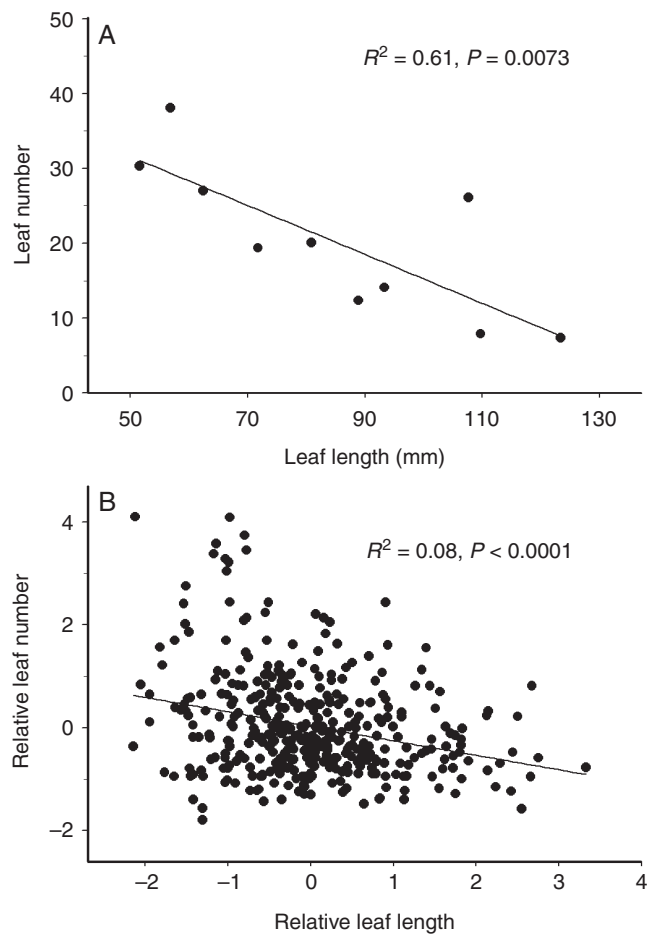 A
R² = 0.61, P = 0.0073
50
40
30
20
10
0
Leaf number
50 70 90 110 130
Leaf length (mm)
B
R² = 0.08, P < 0.0001
4
2
0
–2
Relative leaf number
–2 –1 0 1 2 3 4
Relative leaf length